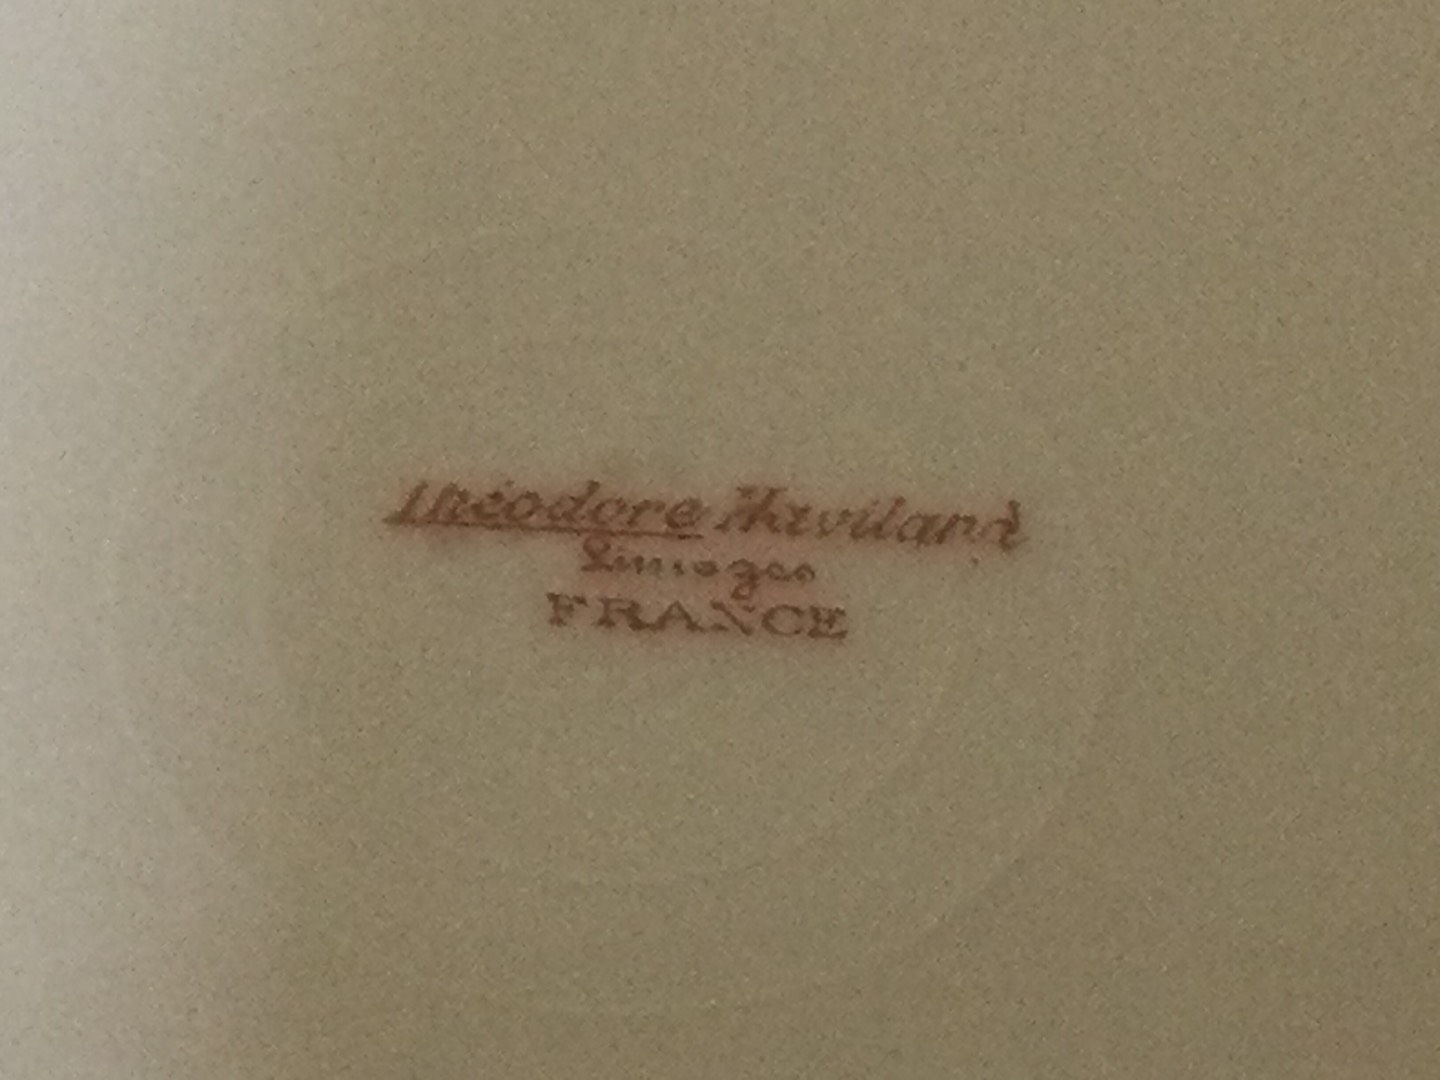 Théodore Haviland
Limoges
FRANCE